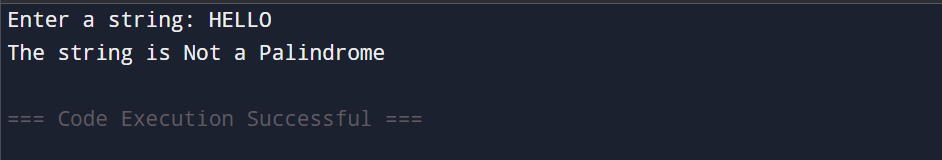 Enter a string: HELLO
The string is Not a Palindrome
=== Code Execution Successful ===